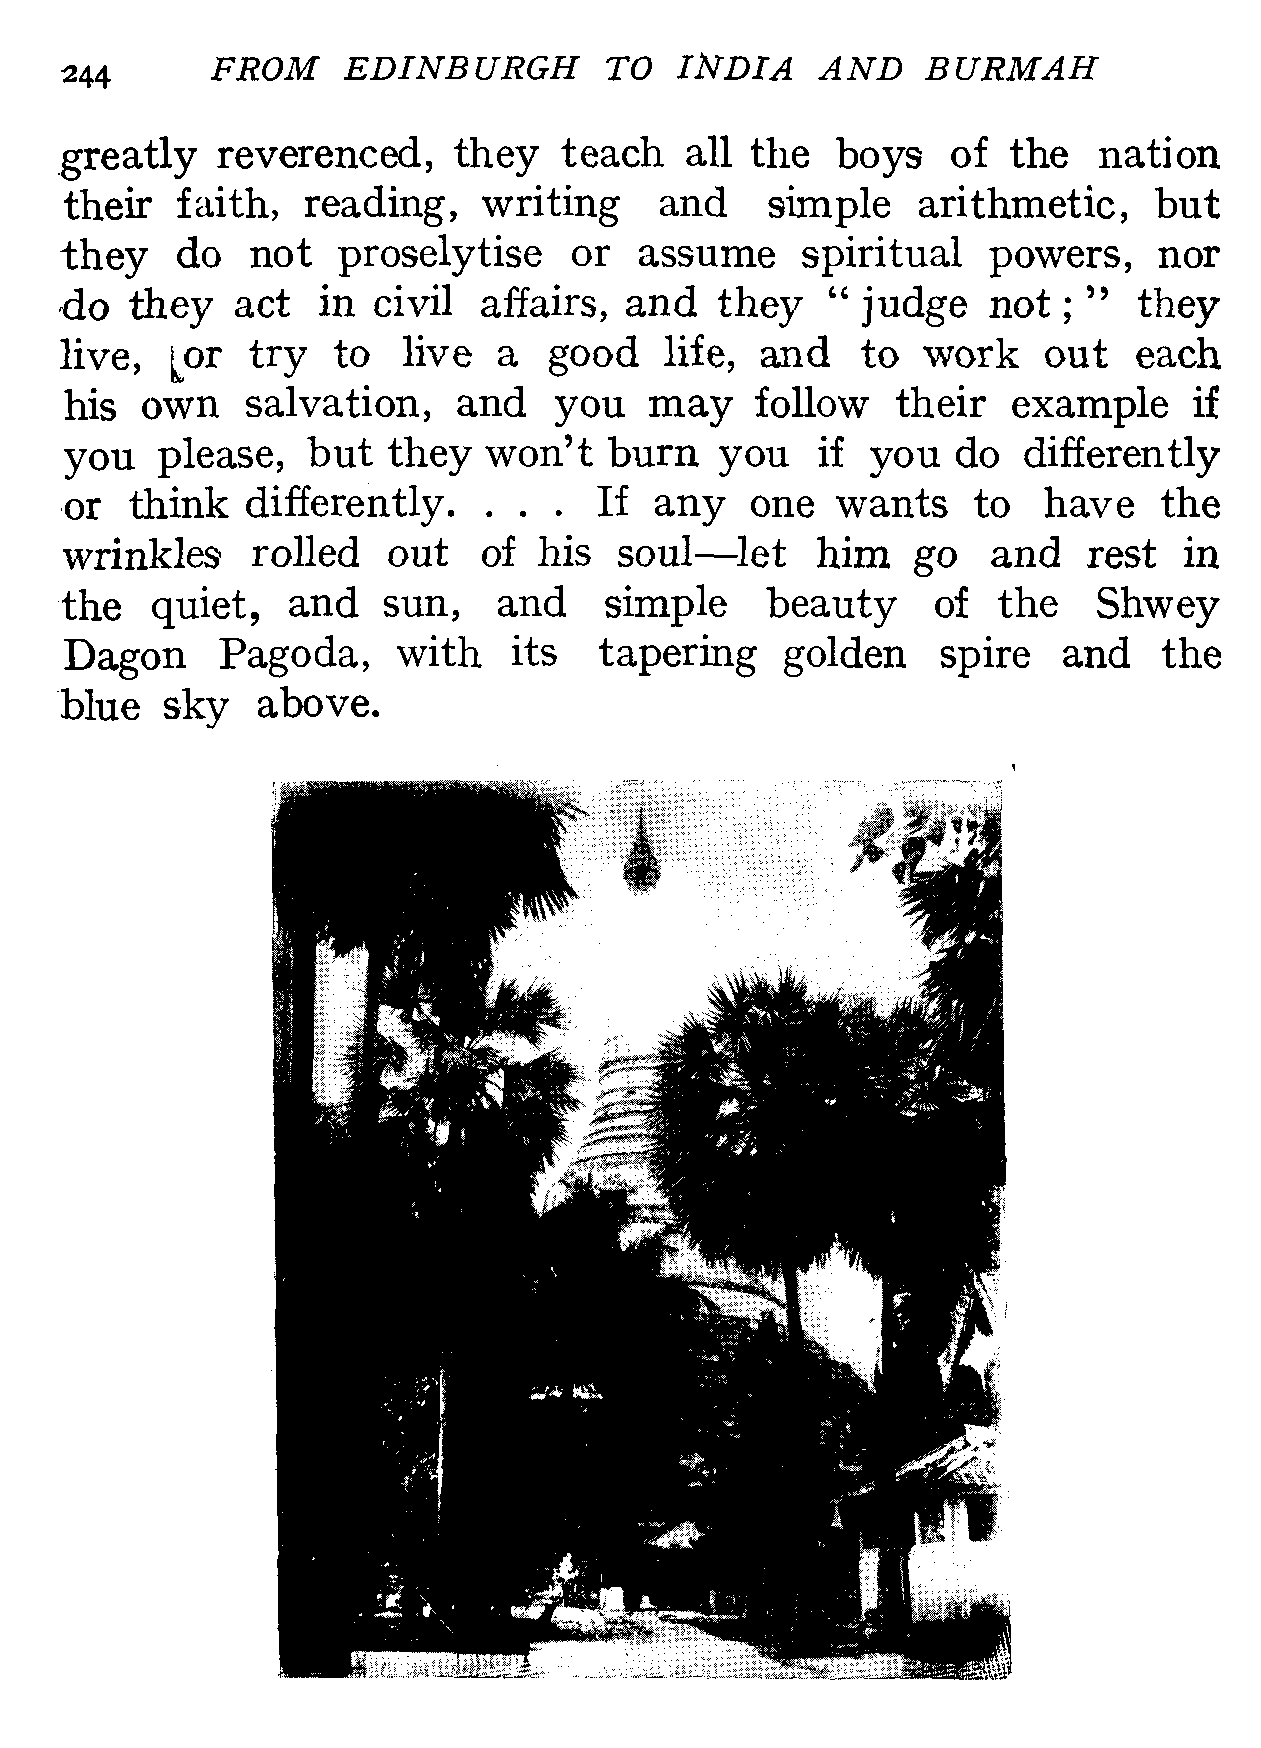 244 FROM EDINBURGH TO INDIA AND BURMAH
greatly reverenced, they teach all the boys of the nation
their faith, reading, writing and simple arithmetic, but
they do not proselytise or assume spiritual powers, nor
do they act in civil affairs, and they “judge not;” they
live, or try to live a good life, and to work out each
his own salvation, and you may follow their example if
you please, but they won’t burn you if you do differently
or think differently. . . . If any one wants to have the
wrinkles rolled out of his soul—let him go and rest in
the quiet, and sun, and simple beauty of the Shwey
Dagon Pagoda, with its tapering golden spire and the
blue sky above.